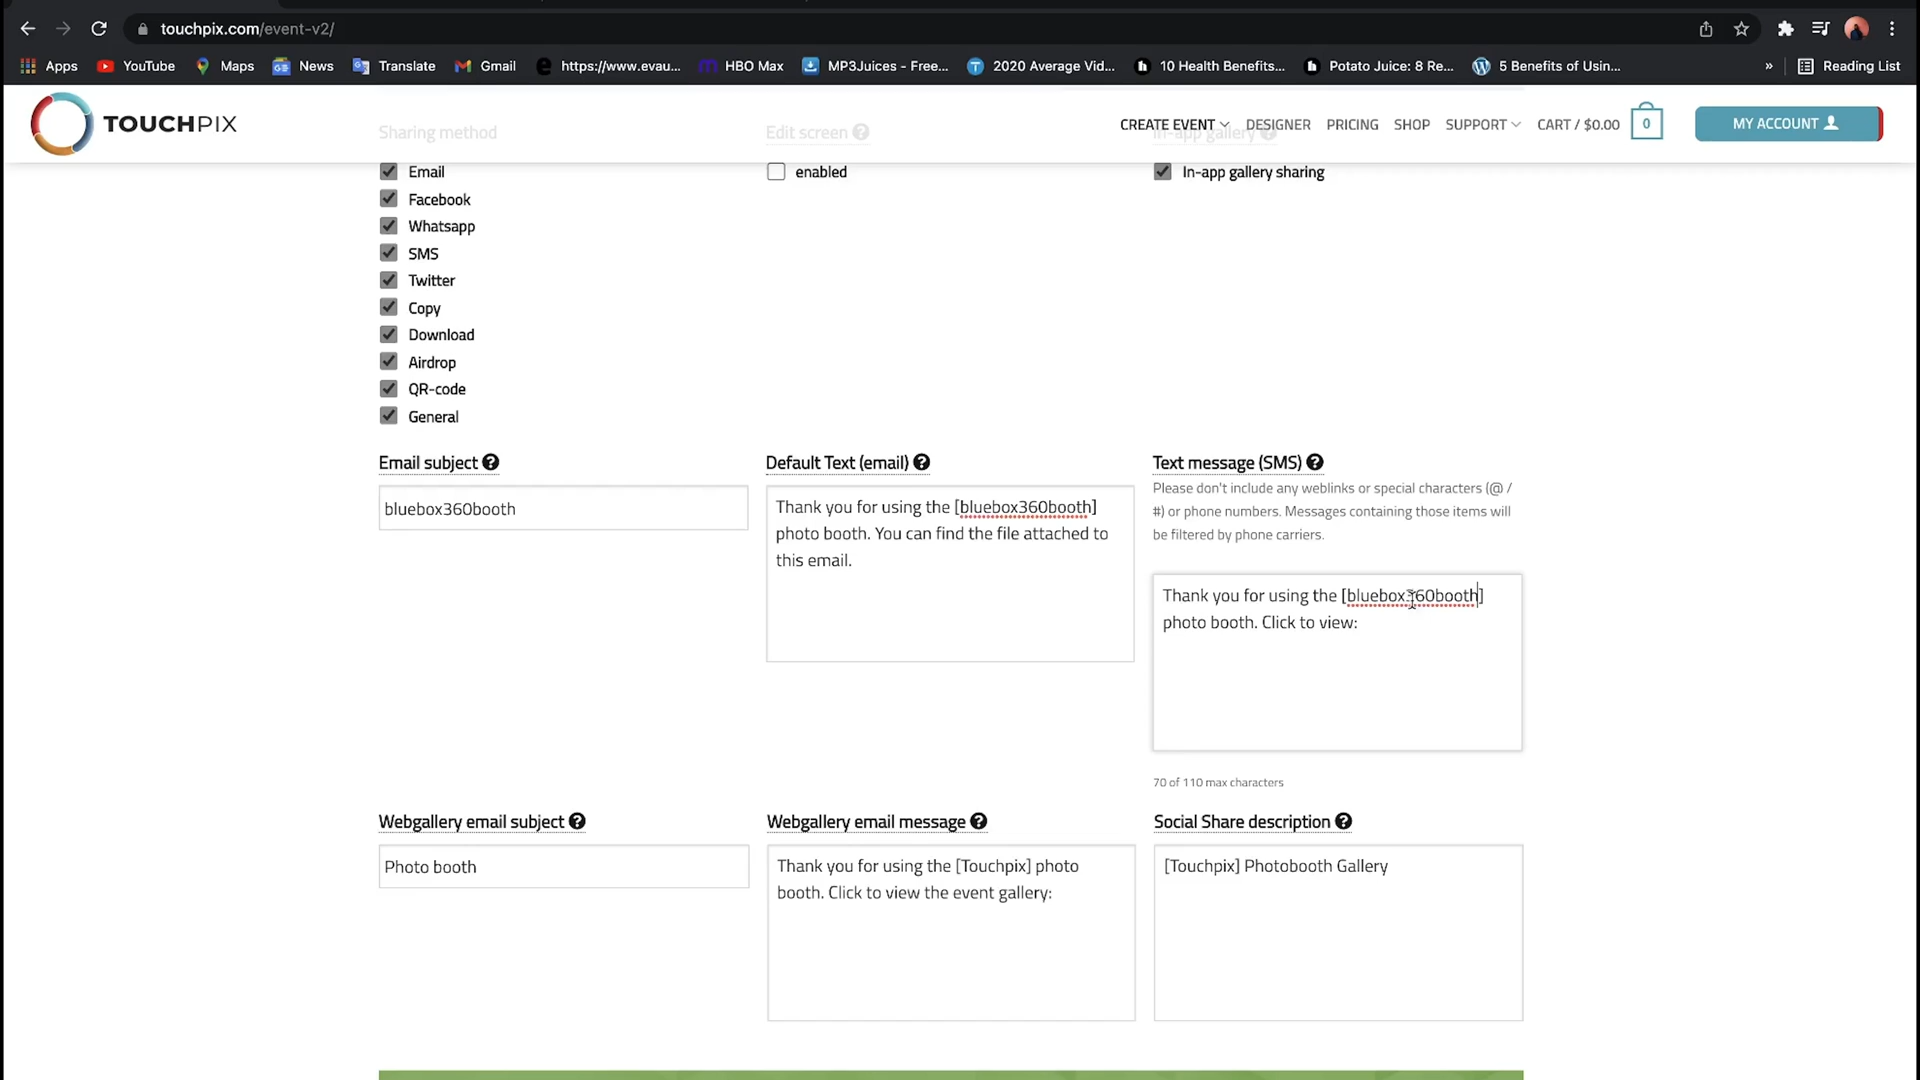 touchpix.com/event-v2/
Apps YouTube Maps News Translate Gmail https://www.evau... HBO Max MP3Juices - Free... 2020 Average Vid... 10 Health Benefits... Potato Juice: 8 Re... 5 Benefits of Usin... » Reading List
TOUCHPIX
CREATE EVENT DESIGNER PRICING SHOP SUPPORT CART / $0.00 0 MY ACCOUNT
Sharing method Edit screen ? In-app gallery ?
Email enabled In-app gallery sharing
Facebook
Whatsapp
SMS
Twitter
Copy
Download
Airdrop
QR-code
General
Email subject ?
bluebox360booth
Default Text (email) ?
Thank you for using the [bluebox360booth]
photo booth. You can find the file attached to
this email.
Text message (SMS) ?
Please don't include any weblinks or special characters (@ /
#) or phone numbers. Messages containing those items will
be filtered by phone carriers.
Thank you for using the [bluebox360booth]
photo booth. Click to view:
70 of 110 max characters
Webgallery email subject ?
Photo booth
Webgallery email message ?
Thank you for using the [Touchpix] photo
booth. Click to view the event gallery:
Social Share description ?
[Touchpix] Photobooth Gallery